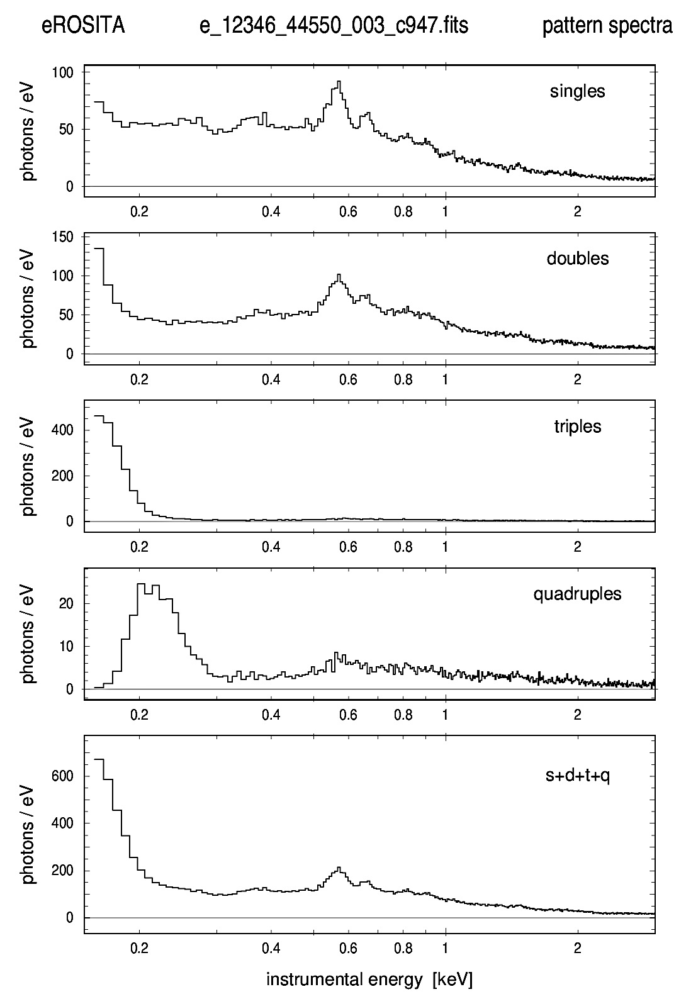 eROSITA e_12346_44550_003_c947.fits pattern spectra
singles
photons / eV
100
50
0
0.2 0.4 0.6 0.8 1 2
doubles
photons / eV
150
100
50
0
0.2 0.4 0.6 0.8 1 2
triples
photons / eV
400
200
0
0.2 0.4 0.6 0.8 1 2
quadruples
photons / eV
20
10
0
0.2 0.4 0.6 0.8 1 2
s+d+t+q
photons / eV
600
400
200
0
0.2 0.4 0.6 0.8 1 2
instrumental energy [keV]